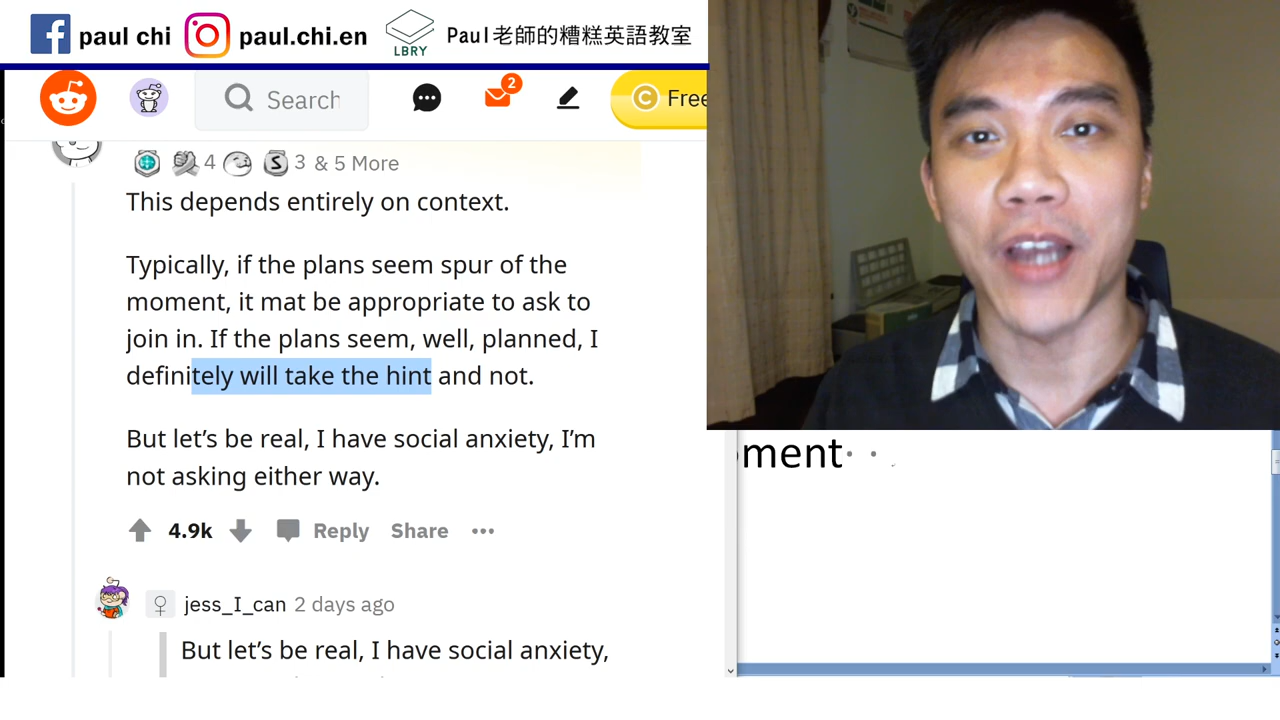 paul chi paul.chi.en LBRY Paul老師的糟糕英語教室
Search 2 Free
4 3 & 5 More
This depends entirely on context.
Typically, if the plans seem spur of the
moment, it mat be appropriate to ask to
join in. If the plans seem, well, planned, I
definitely will take the hint and not.
But let’s be real, I have social anxiety, I’m
not asking either way.
4.9k Reply Share
jess_I_can 2 days ago
But let’s be real, I have social anxiety,
oment